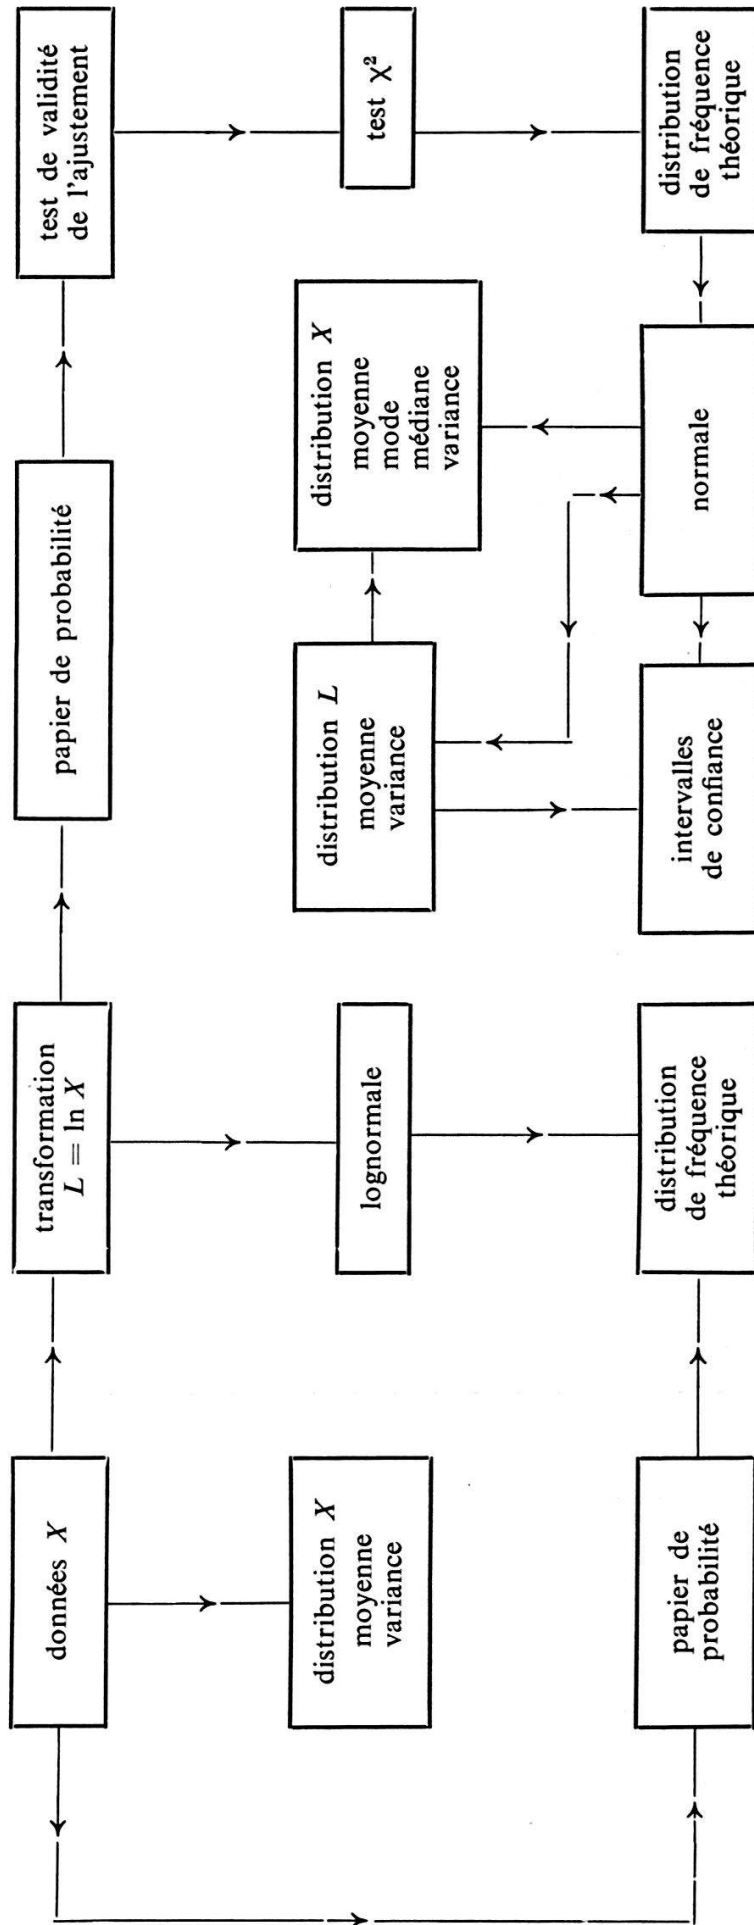 données X
transformation
L = ln X
papier de probabilité
test de validité
de l'ajustement
distribution X
moyenne
variance
lognormale
distribution L
moyenne
variance
distribution X
moyenne
mode
médiane
variance
test χ²
papier de
probabilité
distribution
de fréquence
théorique
intervalles
de confiance
normale
distribution
de fréquence
théorique